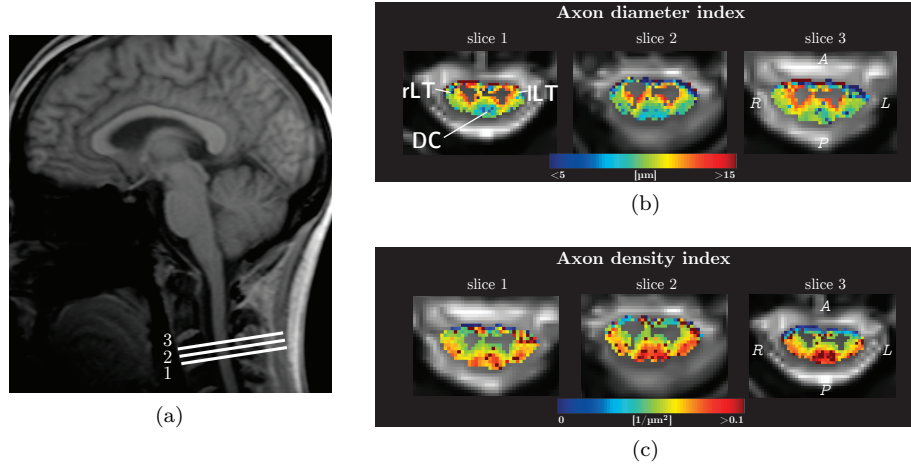 3
2
1
(a)
Axon diameter index
slice 1
slice 2
slice 3
rLT
lLT
DC
A
R
L
P
<5
[µm]
>15
(b)
Axon density index
slice 1
slice 2
slice 3
A
R
L
P
0
[1/µm²]
>0.1
(c)